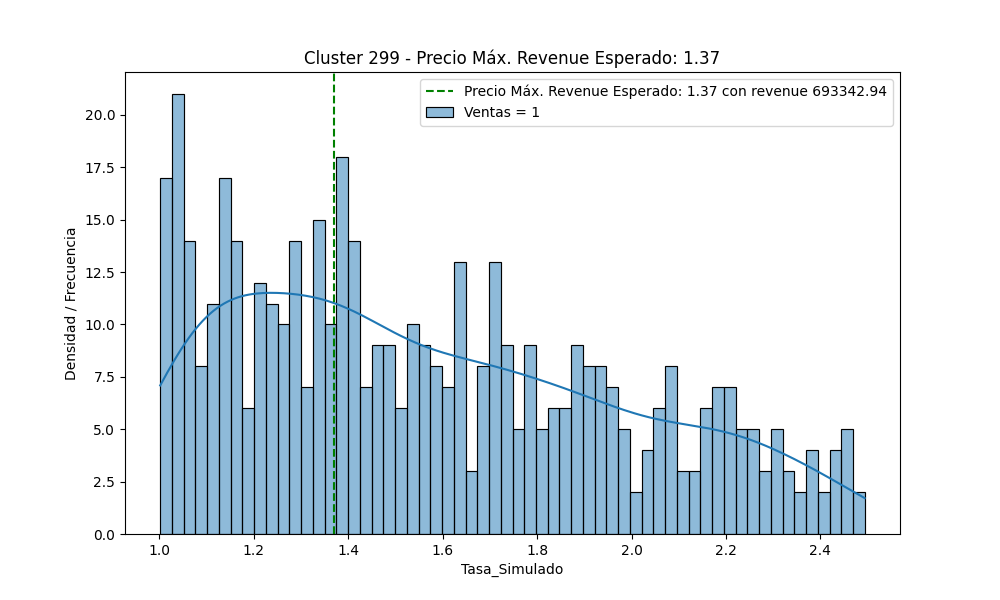 Cluster 299 - Precio Máx. Revenue Esperado: 1.37
Precio Máx. Revenue Esperado: 1.37 con revenue 693342.94
Ventas = 1
Densidad / Frecuencia
20.0
17.5
15.0
12.5
10.0
7.5
5.0
2.5
0.0
1.0 1.2 1.4 1.6 1.8 2.0 2.2 2.4
Tasa_Simulado